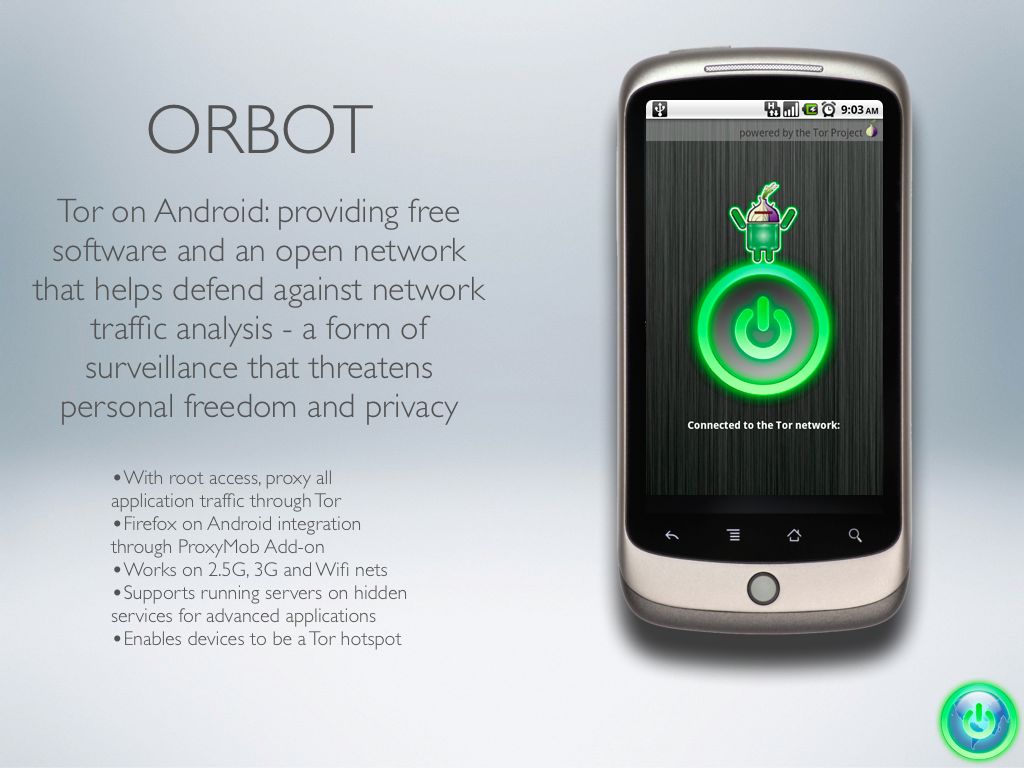 ORBOT
Tor on Android: providing free
software and an open network
that helps defend against network
traffic analysis - a form of
surveillance that threatens
personal freedom and privacy
•With root access, proxy all
application traffic through Tor
•Firefox on Android integration
through ProxyMob Add-on
•Works on 2.5G, 3G and Wifi nets
•Supports running servers on hidden
services for advanced applications
•Enables devices to be a Tor hotspot
H 9:03 AM
powered by the Tor Project
Connected to the Tor network: